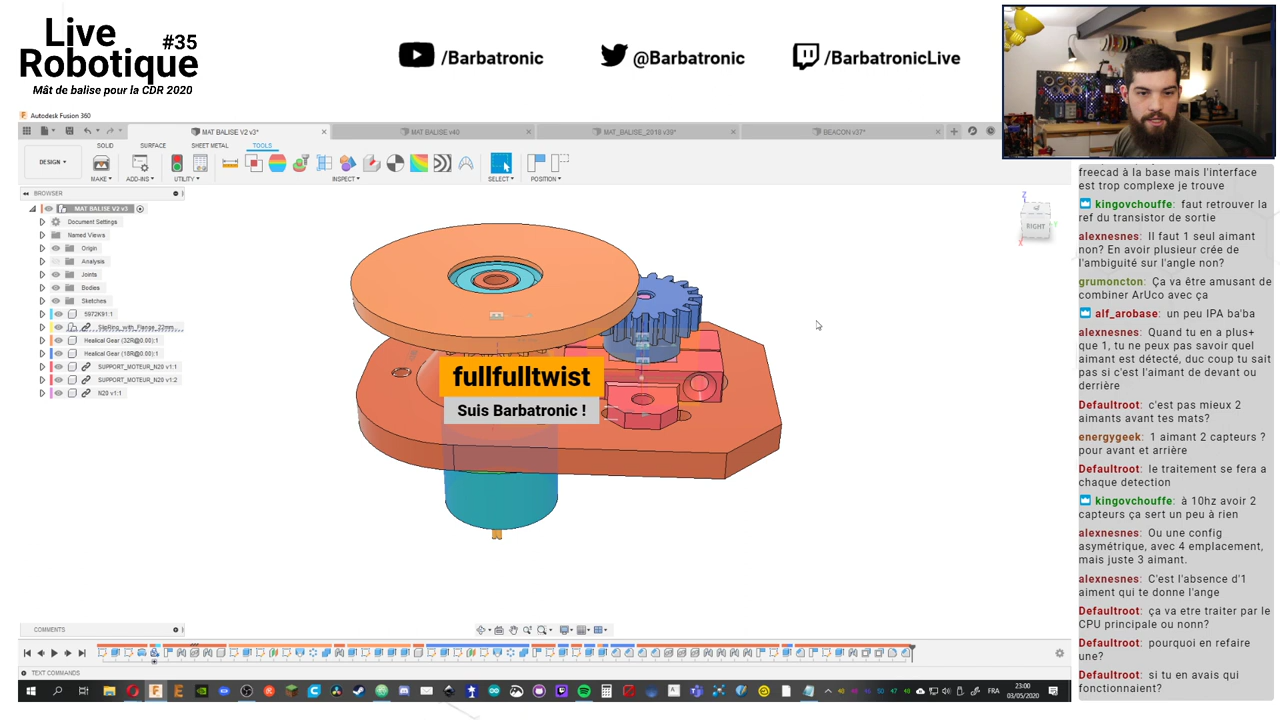 Live
Robotique
#35
Mât de balise pour la CDR 2020
/Barbatronic
@Barbatronic
/BarbatronicLive
Autodesk Fusion 360
MAT BALISE V2 v3*
MAT BALISE v40
MAT_BALISE_2018 v39*
BEACON v37*
SOLID
SURFACE
SHEET METAL
TOOLS
DESIGN
MAKE
ADD-INS
UTILITY
INSPECT
SELECT
POSITION
BROWSER
MAT BALISE V2 v3
Document Settings
Named Views
Origin
Analysis
Joints
Bodies
Sketches
5972K91:1
SlipRing_with_Flange_22mm...
Healical Gear (32R@0.00):1
Healical Gear (18R@0.00):1
SUPPORT_MOTEUR_N20 v1:1
SUPPORT_MOTEUR_N20 v1:2
N20 v1:1
Z
RIGHT
X
fullfulltwist
Suis Barbatronic !
freecad à la base mais l'interface
est trop complexe je trouve
kingovchouffe: faut retrouver la
ref du transistor de sortie
alexnesnes: Il faut 1 seul aimant
non? En avoir plusieur crée de
l'ambiguité sur l'angle non?
grumoncton: Ça va être amusant de
combiner ArUco avec ça
alf_arobase: un peu IPA ba'ba
alexnesnes: Quand tu en a plus+
que 1, tu ne peux pas savoir quel
aimant est détecté, duc coup tu sait
pas si c'est l'aimant de devant ou
derrière
Defaultroot: c'est pas mieux 2
aimants avant tes mats?
energygeek: 1 aimant 2 capteurs ?
pour avant et arrière
Defaultroot: le traitement se fera a
chaque detection
kingovchouffe: à 10hz avoir 2
capteurs ça sert un peu à rien
alexnesnes: Ou une config
asymétrique, avec 4 emplacement,
mais juste 3 aimant.
alexnesnes: C'est l'absence d'1
aiment qui te donne l'ange
Defaultroot: ça va etre traiter par le
CPU principale ou nonn?
Defaultroot: pourquoi en refaire
une?
Defaultroot: si tu en avais qui
fonctionnaient?
COMMENTS
TEXT COMMANDS
FRA
23:00
03/05/2020